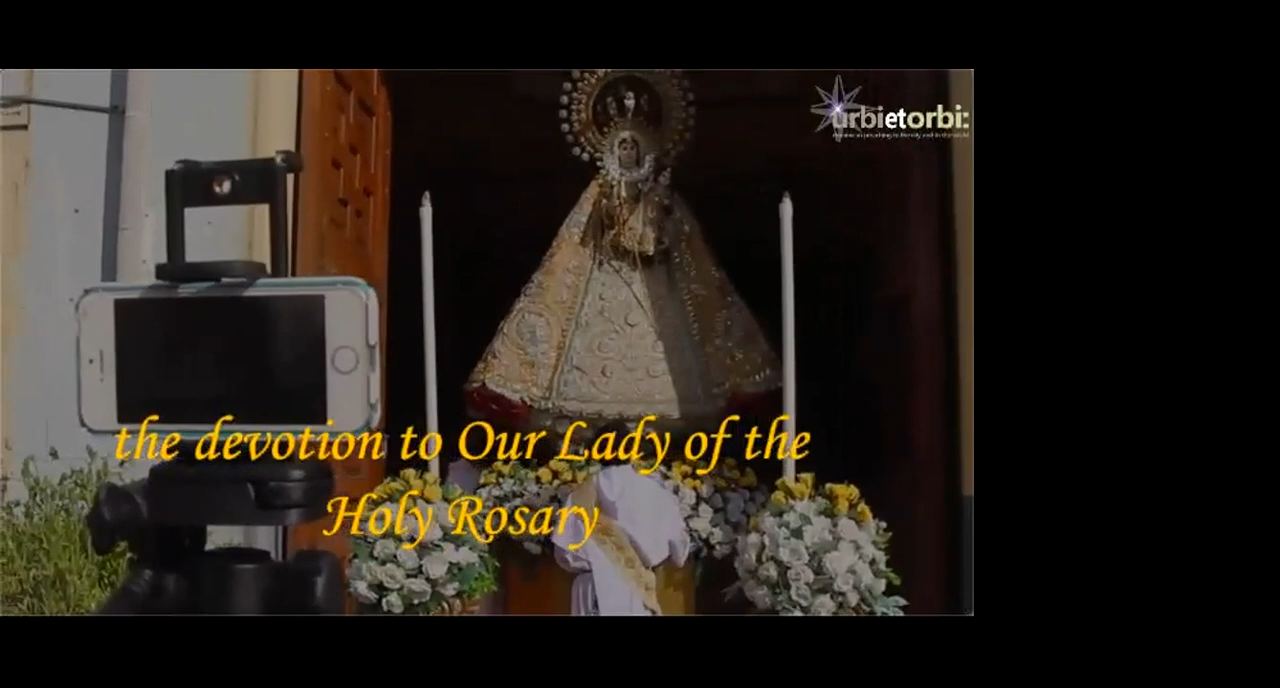 urbietorbi:
the devotion to Our Lady of the
Holy Rosary